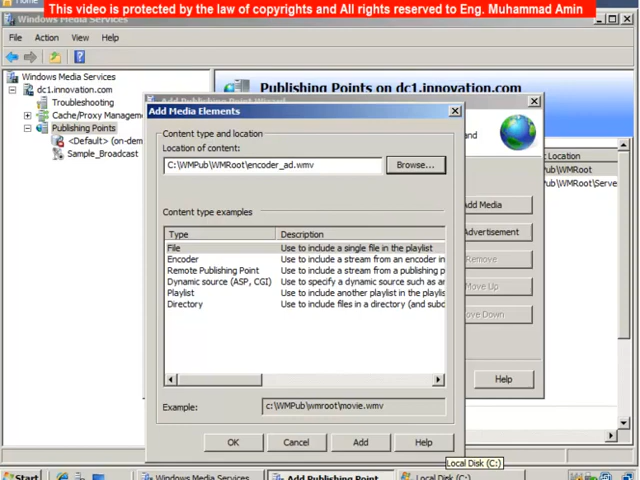 Home
This video is protected by the law of copyrights and All rights reserved to Eng. Muhammad Amin
Windows Media Services
File Action View Help
Windows Media Services
dc1.innovation.com
Troubleshooting
Cache/Proxy Manageme
Publishing Points
<Default> (on-dem
Sample_Broadcast
Publishing Points on dc1.innovation.com
Add Media Elements
Content type and location
Location of content:
C:\WMPub\WMRoot\encoder_ad.wmv
Browse...
Content type examples
Type Description
File Use to include a single file in the playlist
Encoder Use to include a stream from an encoder in
Remote Publishing Point Use to include a stream from a publishing p
Dynamic source (ASP, CGI) Use to specify a dynamic source such as an
Playlist Use to include another playlist in the playlis
Directory Use to include files in a directory (and subd
Example: c:\WMPub\wmroot\movie.wmv
OK Cancel Add Help
and
Location
\WMPub\WMRoot
\WMPub\WMRoot\Serve
dd Media
Advertisement
Remove
Move Up
ove Down
Help
Local Disk (C:)
Start
Windows Media Services
Add Publishing Point
Local Disk (C:)